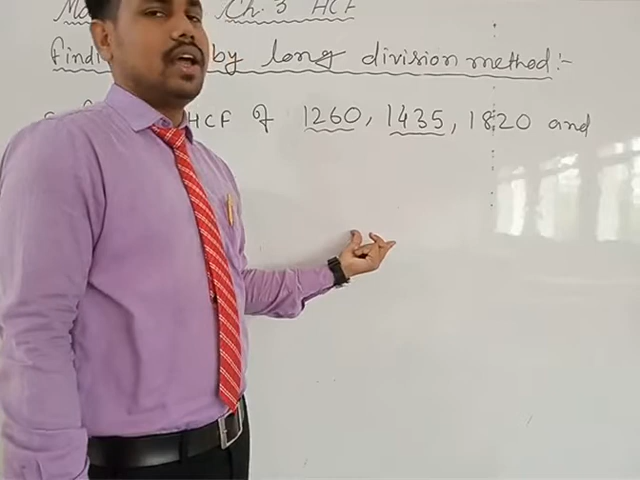 Ch. 3 HCF
by long division method:-
HCF of 1260, 1435, 1820 and